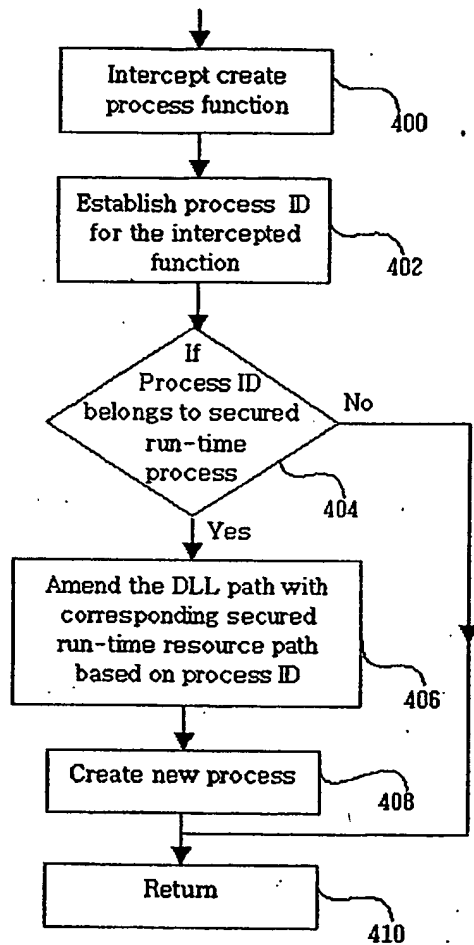 Intercept create
process function
400
Establish process ID
for the intercepted
function
402
If
Process ID
belongs to secured
run-time
process
No
404
Yes
Amend the DLL path with
corresponding secured
run-time resource path
based on process ID
406
Create new process
408
Return
410